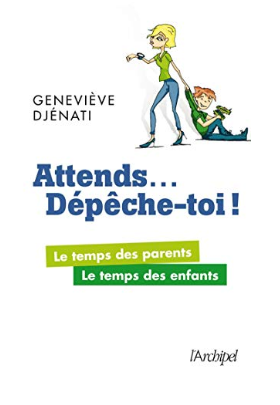 GENEVIÈVE
DJÉNATI
Attends...
Dépêche-toi !
Le temps des parents
Le temps des enfants
l'Archipel